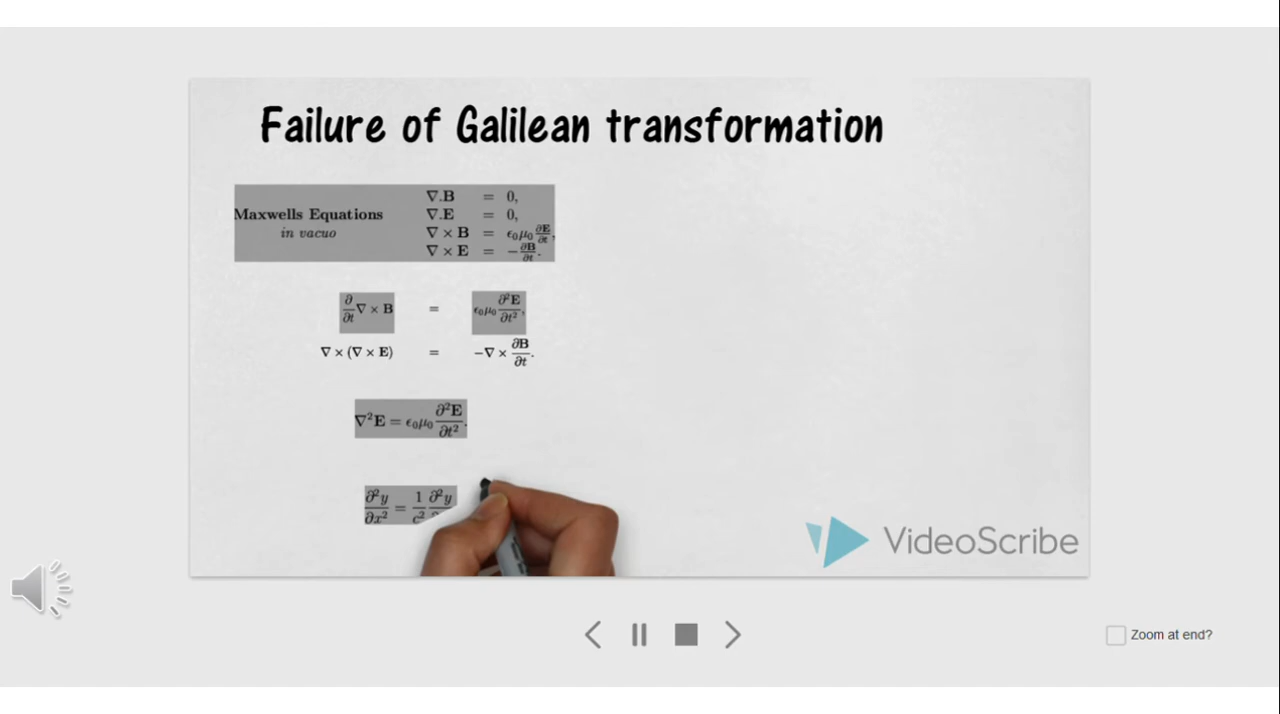 Failure of Galilean transformation
∇.B = 0,
Maxwells Equations ∇.E = 0,
in vacuo ∇ × B = ϵ₀μ₀ ∂E/∂t,
∇ × E = −∂B/∂t.
∂/∂t ∇ × B = ϵ₀μ₀ ∂²E/∂t²,
∇ × (∇ × E) = −∇ × ∂B/∂t.
∇²E = ϵ₀μ₀ ∂²E/∂t².
∂²y/∂x² = 1/c² ∂²y
VideoScribe
Zoom at end?